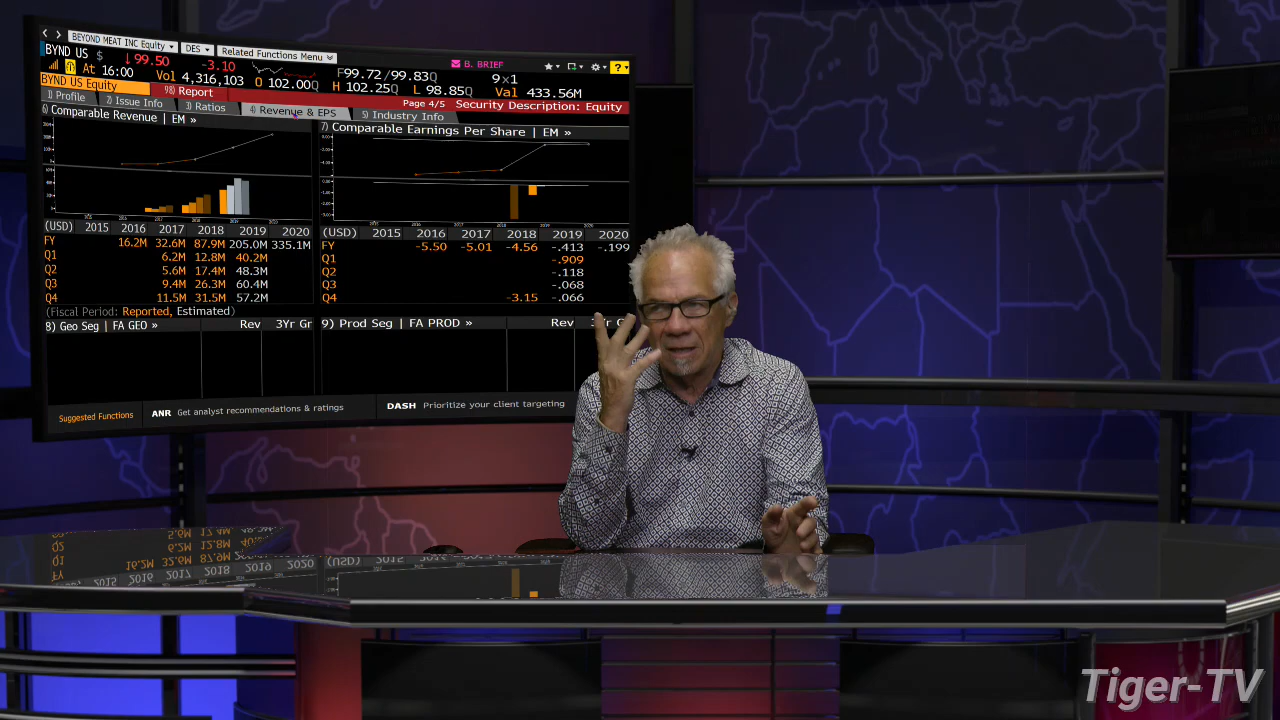 BEYOND MEAT INC Equity DES Related Functions Menu
BYND US $ ↓99.50 -3.10 F99.72/99.83Q B. BRIEF 9x1
At 16:00 Vol 4,316,103 O 102.00Q H 102.25Q L 98.85Q Val 433.56M
BYND US Equity 98) Report Page 4/5 Security Description: Equity
1) Profile 2) Issue Info 3) Ratios 4) Revenue & EPS 5) Industry Info
6) Comparable Revenue | EM »
7) Comparable Earnings Per Share | EM »
(USD) 2015 2016 2017 2018 2019 2020
FY 16.2M 32.6M 87.9M 205.0M 335.1M
Q1 6.2M 12.8M 40.2M
Q2 5.6M 17.4M 48.3M
Q3 9.4M 26.3M 60.4M
Q4 11.5M 31.5M 57.2M
(Fiscal Period: Reported, Estimated)
(USD) 2015 2016 2017 2018 2019 2020
FY -5.50 -5.01 -4.56 -.413 -.199
Q1 -.909
Q2 -.118
Q3 -.068
Q4 -3.15 -.066
8) Geo Seg | FA GEO » Rev 3Yr Gr
9) Prod Seg | FA PROD » Rev 3Yr Gr
Suggested Functions ANR Get analyst recommendations & ratings DASH Prioritize your client targeting
Tiger-TV